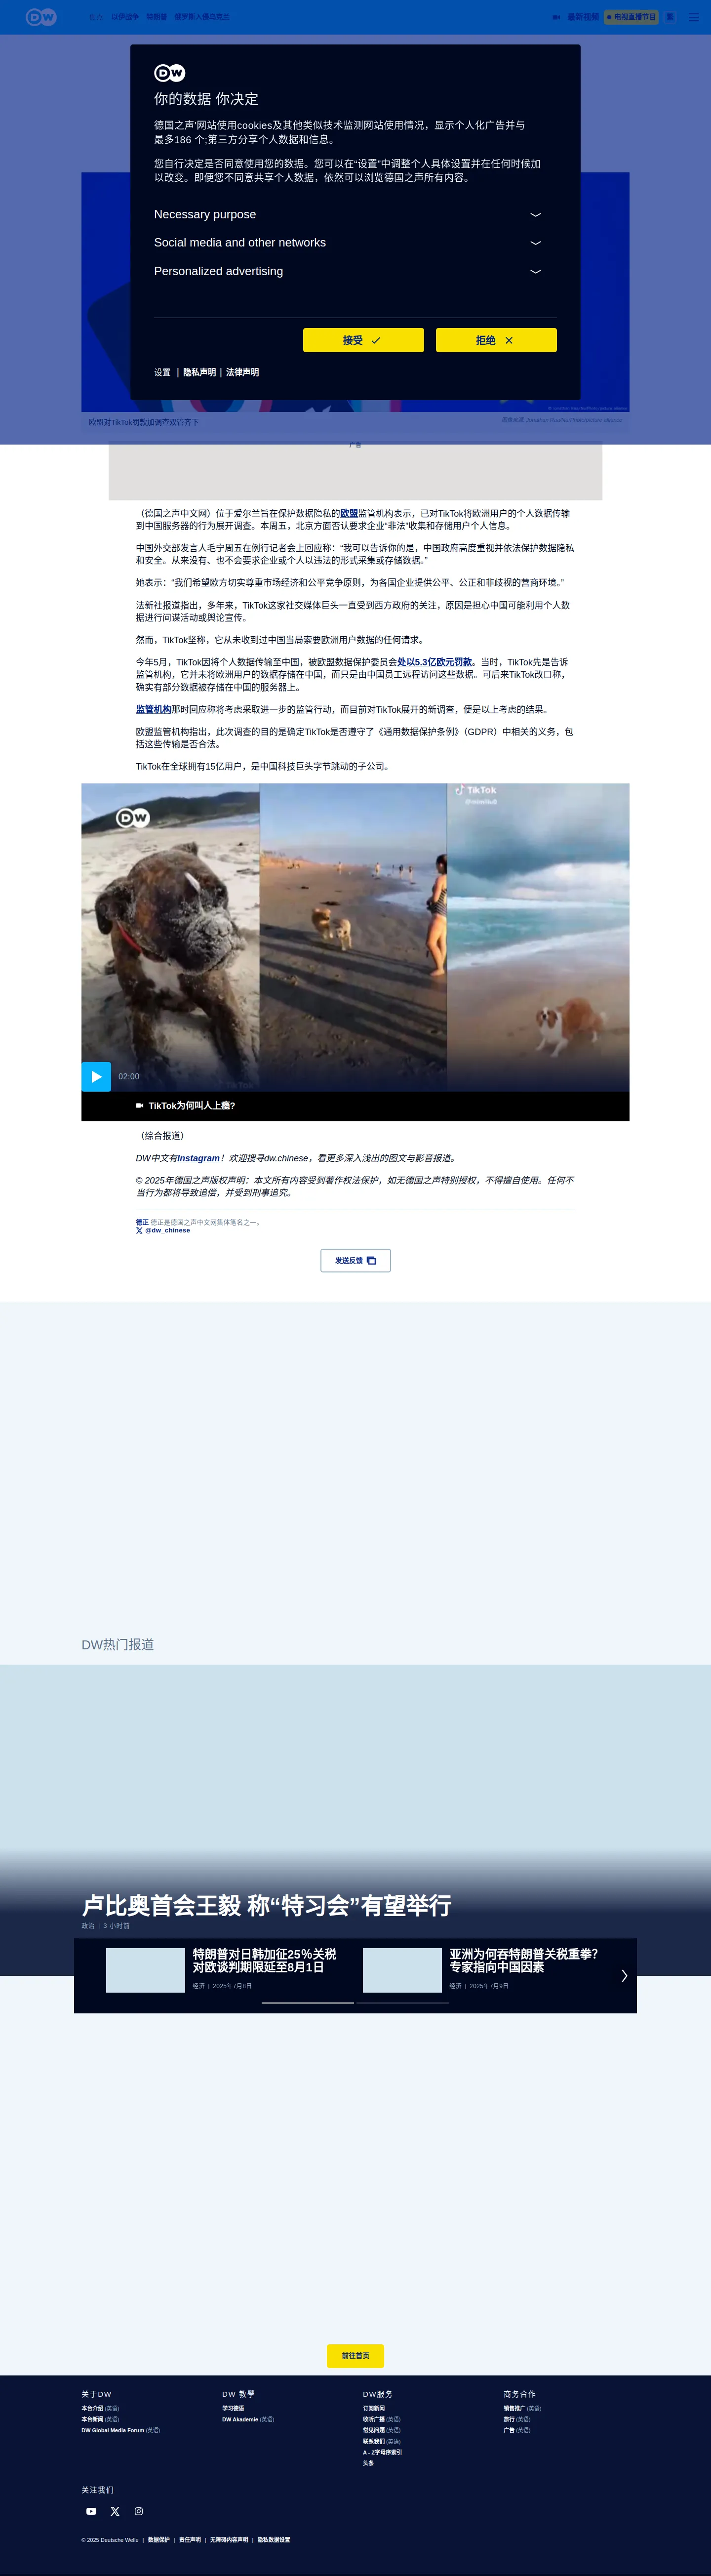 DW
焦点 以伊战争 特朗普 俄罗斯入侵乌克兰
最新视频 电视直播节目 繁
DW
你的数据 你决定
德国之声'网站使用cookies及其他类似技术监测网站使用情况，显示个人化广告并与
最多186 个;第三方分享个人数据和信息。
您自行决定是否同意使用您的数据。您可以在“设置”中调整个人具体设置并在任何时候加
以改变。即便您不同意共享个人数据，依然可以浏览德国之声所有内容。
Necessary purpose
Social media and other networks
Personalized advertising
接受
拒绝
设置 | 隐私声明 | 法律声明
欧盟对TikTok罚款加调查双管齐下
广告
（德国之声中文网）位于爱尔兰旨在保护数据隐私的欧盟监管机构表示，已对TikTok将欧洲用户的个人数据传输
到中国服务器的行为展开调查。本周五，北京方面否认要求企业“非法”收集和存储用户个人信息。
中国外交部发言人毛宁周五在例行记者会上回应称：“我可以告诉你的是，中国政府高度重视并依法保护数据隐私
和安全。从来没有、也不会要求企业或个人以违法的形式采集或存储数据。”
她表示：“我们希望欧方切实尊重市场经济和公平竞争原则，为各国企业提供公平、公正和非歧视的营商环境。”
法新社报道指出，多年来，TikTok这家社交媒体巨头一直受到西方政府的关注，原因是担心中国可能利用个人数
据进行间谍活动或舆论宣传。
然而，TikTok坚称，它从未收到过中国当局索要欧洲用户数据的任何请求。
今年5月，TikTok因将个人数据传输至中国，被欧盟数据保护委员会处以5.3亿欧元罚款。当时，TikTok先是告诉
监管机构，它并未将欧洲用户的数据存储在中国，而只是由中国员工远程访问这些数据。可后来TikTok改口称，
确实有部分数据被存储在中国的服务器上。
监管机构那时回应称将考虑采取进一步的监管行动，而目前对TikTok展开的新调查，便是以上考虑的结果。
欧盟监管机构指出，此次调查的目的是确定TikTok是否遵守了《通用数据保护条例》（GDPR）中相关的义务，包
括这些传输是否合法。
TikTok在全球拥有15亿用户，是中国科技巨头字节跳动的子公司。
DW
TikTok
02:00
TikTok为何叫人上瘾?
（综合报道）
DW中文有Instagram！欢迎搜寻dw.chinese，看更多深入浅出的图文与影音报道。
© 2025年德国之声版权声明：本文所有内容受到著作权法保护，如无德国之声特别授权，不得擅自使用。任何不
当行为都将导致追偿，并受到刑事追究。
德正 德正是德国之声中文网集体笔名之一。
@dw_chinese
发送反馈
DW热门报道
卢比奥首会王毅 称“特习会”有望举行
政治 | 3 小时前
特朗普对日韩加征25%关税
对欧谈判期限延至8月1日
经济 | 2025年7月8日
亚洲为何吞特朗普关税重拳？
专家指向中国因素
经济 | 2025年7月9日
前往首页
关于DW
本台介绍 (英语)
本台新闻 (英语)
DW Global Media Forum (英语)
DW 教學
学习德语
DW Akademie (英语)
DW服务
订阅新闻
收听广播 (英语)
常见问题 (英语)
联系我们 (英语)
A - Z字母序索引
头条
商务合作
销售推广 (英语)
旅行 (英语)
广告 (英语)
关注我们
© 2025 Deutsche Welle | 数据保护 | 责任声明 | 无障碍内容声明 | 隐私数据设置